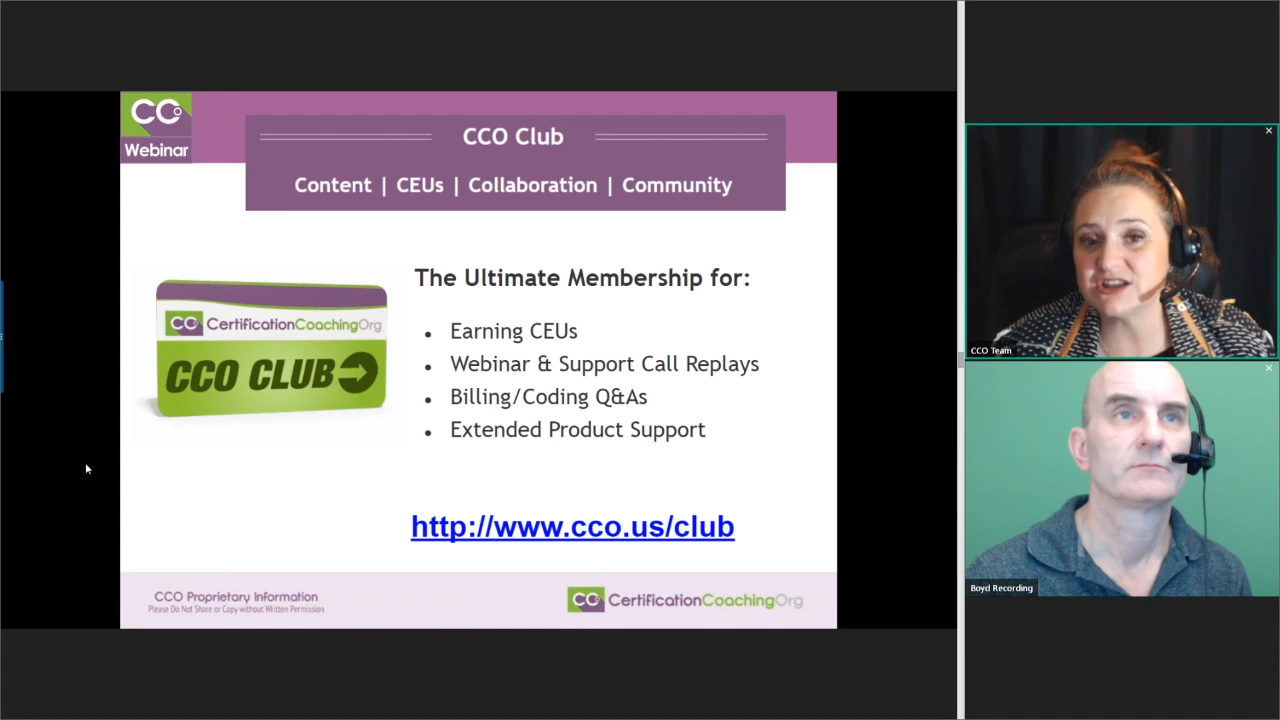 CCO
Webinar
CCO Club
Content | CEUs | Collaboration | Community
CCO CertificationCoachingOrg
CCO CLUB
The Ultimate Membership for:
• Earning CEUs
• Webinar & Support Call Replays
• Billing/Coding Q&As
• Extended Product Support
http://www.cco.us/club
CCO Proprietary Information
Please Do Not Share or Copy without Written Permission
CCO CertificationCoachingOrg
CCO Team
Boyd Recording